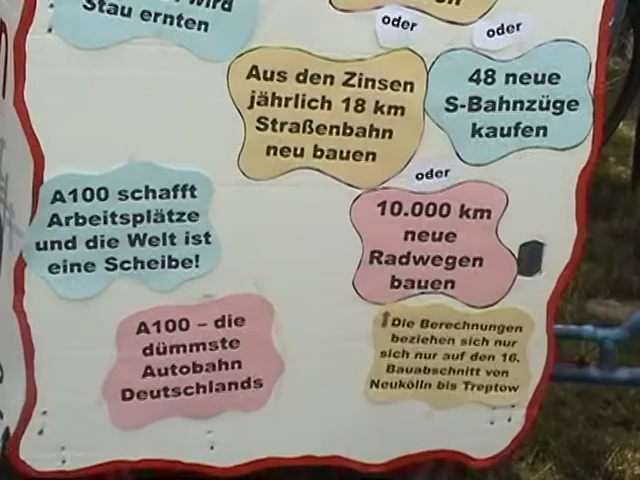 Stau ernten
oder
oder
Aus den Zinsen
jährlich 18 km
Straßenbahn
neu bauen
48 neue
S-Bahnzüge
kaufen
oder
A100 schafft
Arbeitsplätze
und die Welt ist
eine Scheibe!
10.000 km
neue
Radwegen
bauen
A100 – die
dümmste
Autobahn
Deutschlands
Die Berechnungen
beziehen sich nur
sich nur auf den 16.
Bauabschnitt von
Neukölln bis Treptow